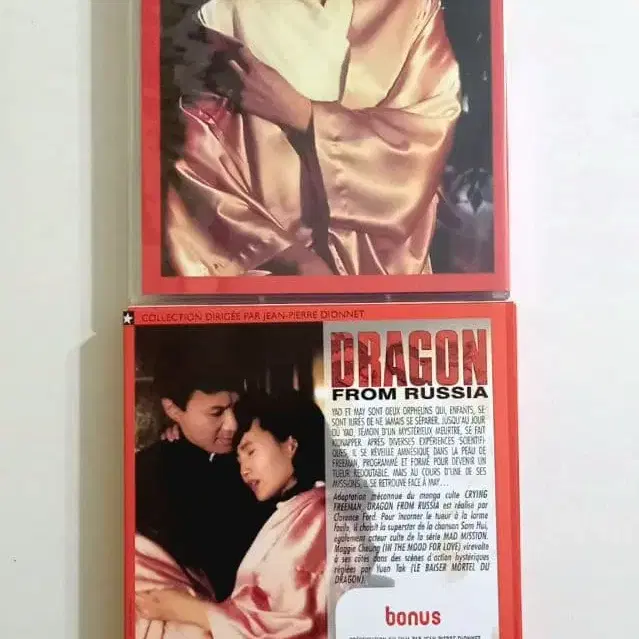 COLLECTION DIRIGÉE PAR JEAN-PIERRE DIONNET
DRAGON
FROM RUSSIA
YAO ET MAY SONT DEUX ORPHELINS QUI, ENFANTS, SE
SONT JURÉS DE NE JAMAIS SE SÉPARER. JUSQU'AU JOUR
OÙ YAO, TÉMOIN D'UN MYSTÉRIEUX MEURTRE, SE FAIT
KIDNAPPER. APRÈS DIVERSES EXPÉRIENCES SCIENTIFI-
QUES, IL SE RÉVEILLE AMNÉSIQUE DANS LA PEAU DE
FREEMAN, PROGRAMMÉ ET FORMÉ POUR DEVENIR UN
TUEUR REDOUTABLE. MAIS AU COURS D'UNE DE SES
MISSIONS, IL SE RETROUVE FACE À MAY...
Adaptation méconnue du manga culte CRYING
FREEMAN, DRAGON FROM RUSSIA est réalisé par
Clarence Ford. Pour incarner le tueur à la larme
facile, il choisit la superstar de la chanson Sam Hui,
également acteur culte de la série MAD MISSION.
Maggie Cheung (IN THE MOOD FOR LOVE) virevolte
à ses côtés dans des scènes d'action hystériques
réglées par Yuen Tak (LE BAISER MORTEL DU
DRAGON).
bonus
PRÉSENTATION DU FILM PAR JEAN-PIERRE DIONNET